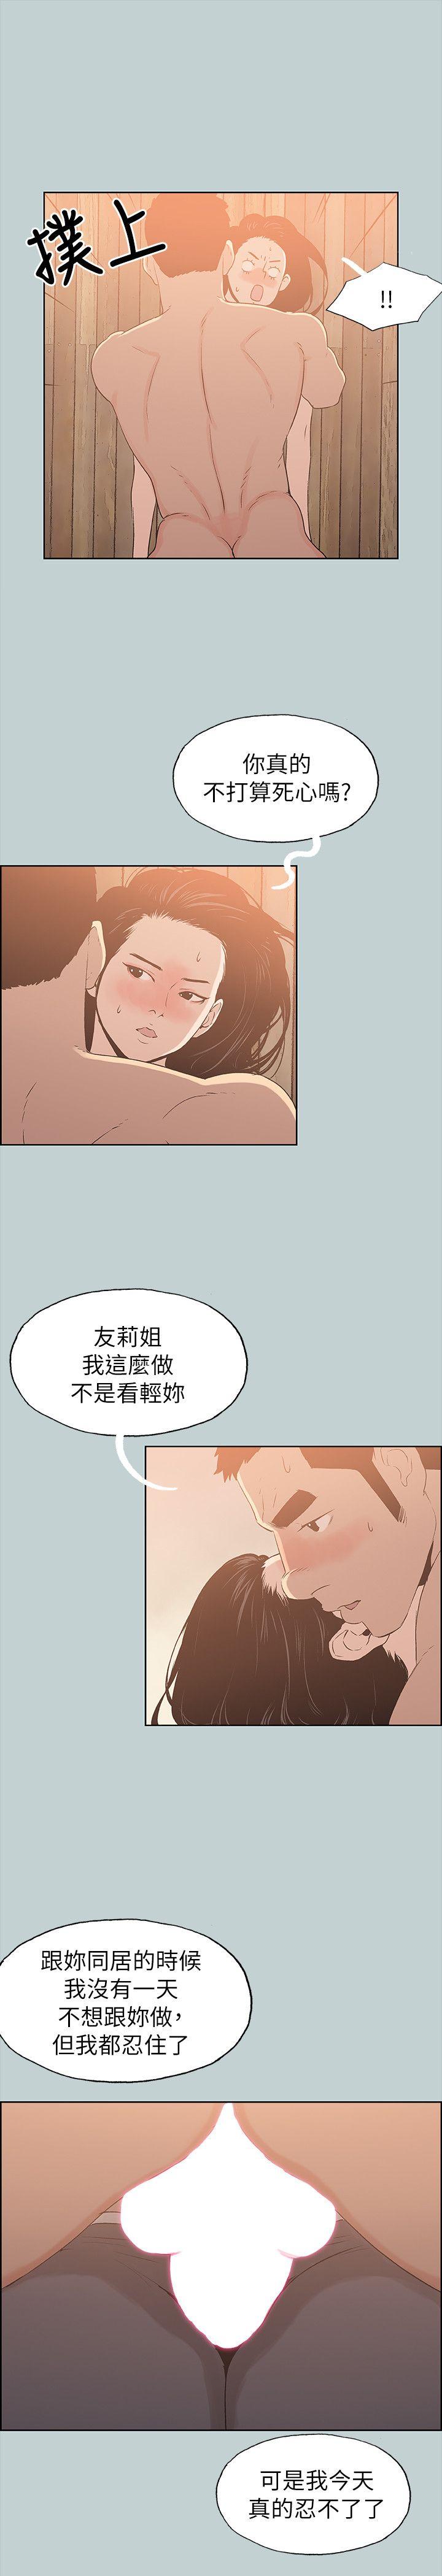 撲上
!!
你真的
不打算死心嗎?
友莉姐
我這麼做
不是看輕妳
跟妳同居的時候
我沒有一天
不想跟妳做,
但我都忍住了
可是我今天
真的忍不了了